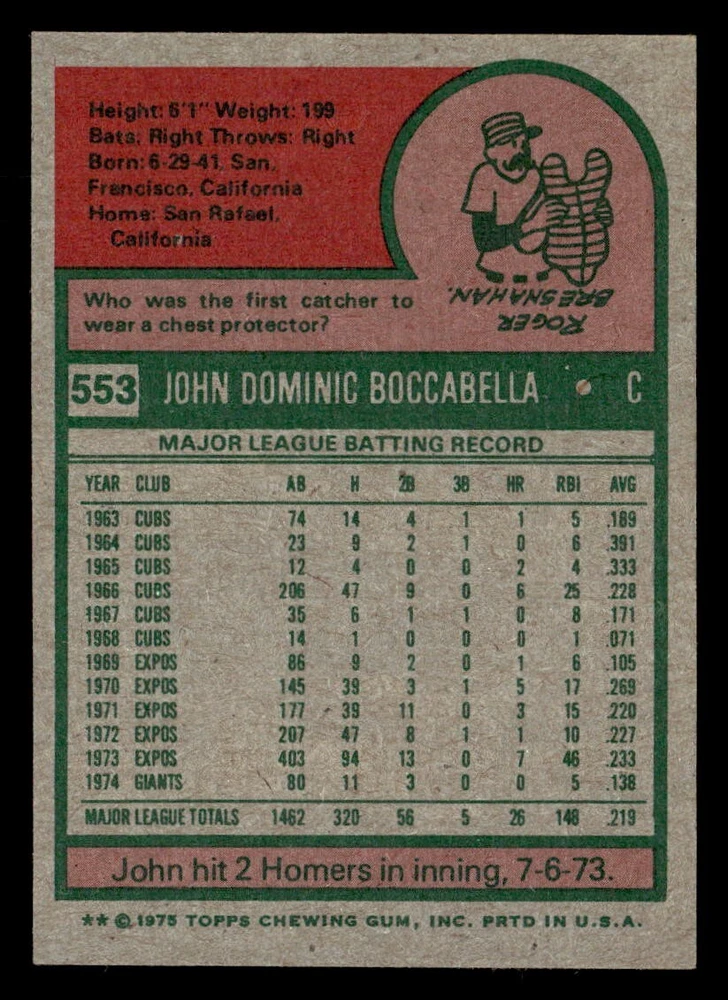 Height: 6'1" Weight: 199
Bats: Right Throws: Right
Born: 6-29-41, San,
Francisco, California
Home: San Rafael,
California
ROGER
BRESNAHAN.
Who was the first catcher to
wear a chest protector?
553 JOHN DOMINIC BOCCABELLA • C
MAJOR LEAGUE BATTING RECORD
YEAR CLUB AB H 2B 3B HR RBI AVG
1963 CUBS 74 14 4 1 1 5 .189
1964 CUBS 23 9 2 1 0 6 .391
1965 CUBS 12 4 0 0 2 4 .333
1966 CUBS 206 47 9 0 6 25 .228
1967 CUBS 35 6 1 1 0 8 .171
1968 CUBS 14 1 0 0 0 1 .071
1969 EXPOS 86 9 2 0 1 6 .105
1970 EXPOS 145 39 3 1 5 17 .269
1971 EXPOS 177 39 11 0 3 15 .220
1972 EXPOS 207 47 8 1 1 10 .227
1973 EXPOS 403 94 13 0 7 46 .233
1974 GIANTS 80 11 3 0 0 5 .138
MAJOR LEAGUE TOTALS 1462 320 56 5 26 148 .219
John hit 2 Homers in inning, 7-6-73.
** © 1975 TOPPS CHEWING GUM, INC. PRTD IN U.S.A.